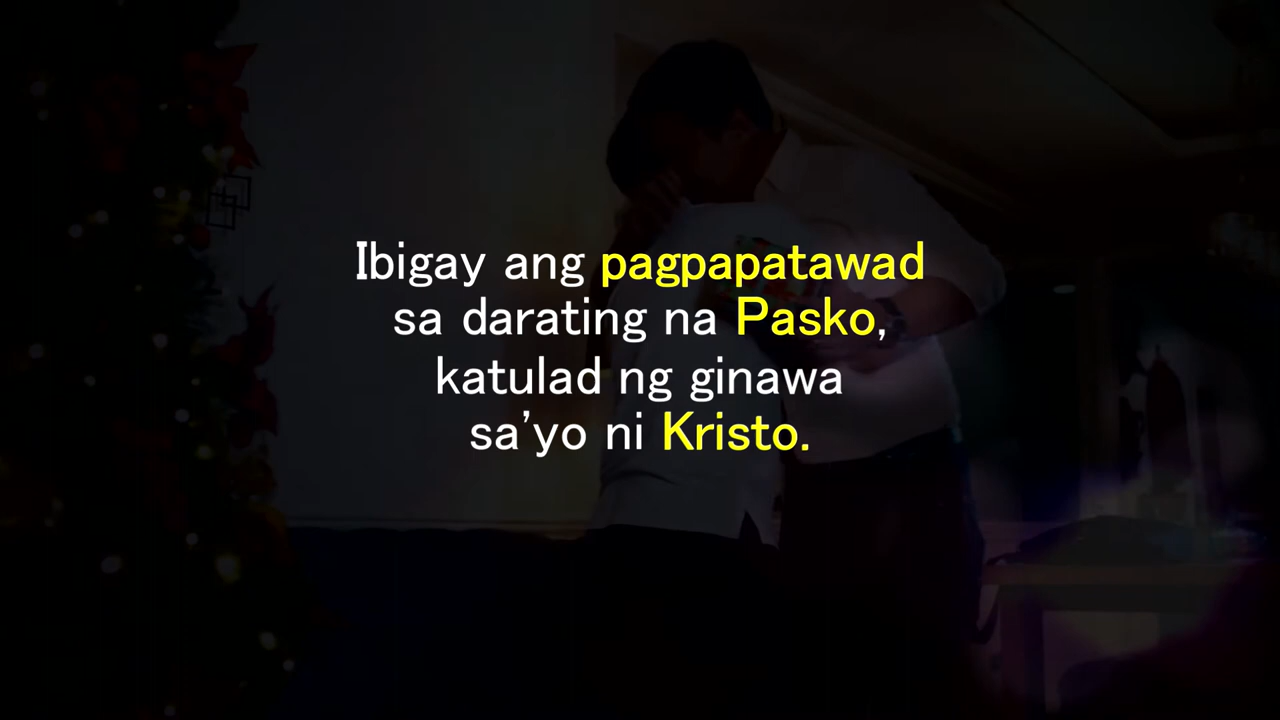 Ibigay ang pagpapatawad
sa darating na Pasko,
katulad ng ginawa
sa’yo ni Kristo.